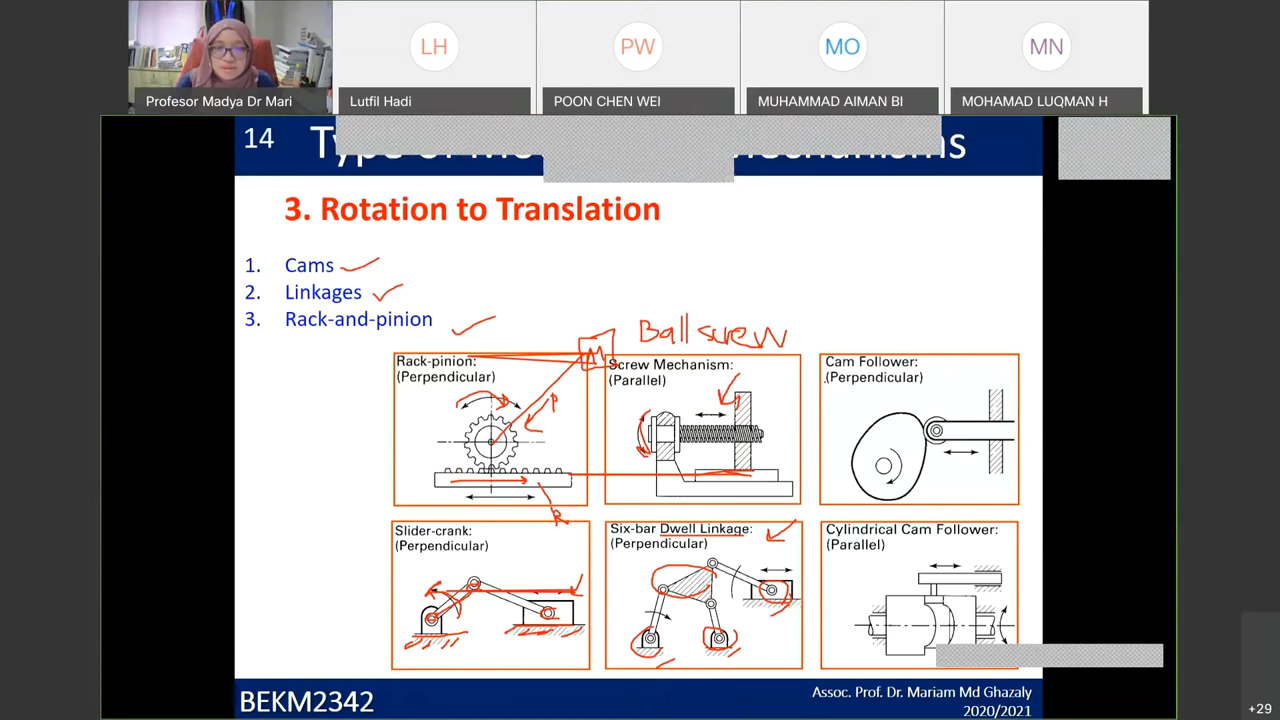 LH
PW
MO
MN
Profesor Madya Dr Mari
Lutfil Hadi
POON CHEN WEI
MUHAMMAD AIMAN BI
MOHAMAD LUQMAN H
14
3. Rotation to Translation
1. Cams
2. Linkages
3. Rack-and-pinion
Ball screw
M
Rack-pinion:
(Perpendicular)
P
R
Screw Mechanism:
(Parallel)
Cam Follower:
(Perpendicular)
Slider-crank:
(Perpendicular)
Six-bar Dwell Linkage:
(Perpendicular)
Cylindrical Cam Follower:
(Parallel)
BEKM2342
Assoc. Prof. Dr. Mariam Md Ghazaly
2020/2021
+29